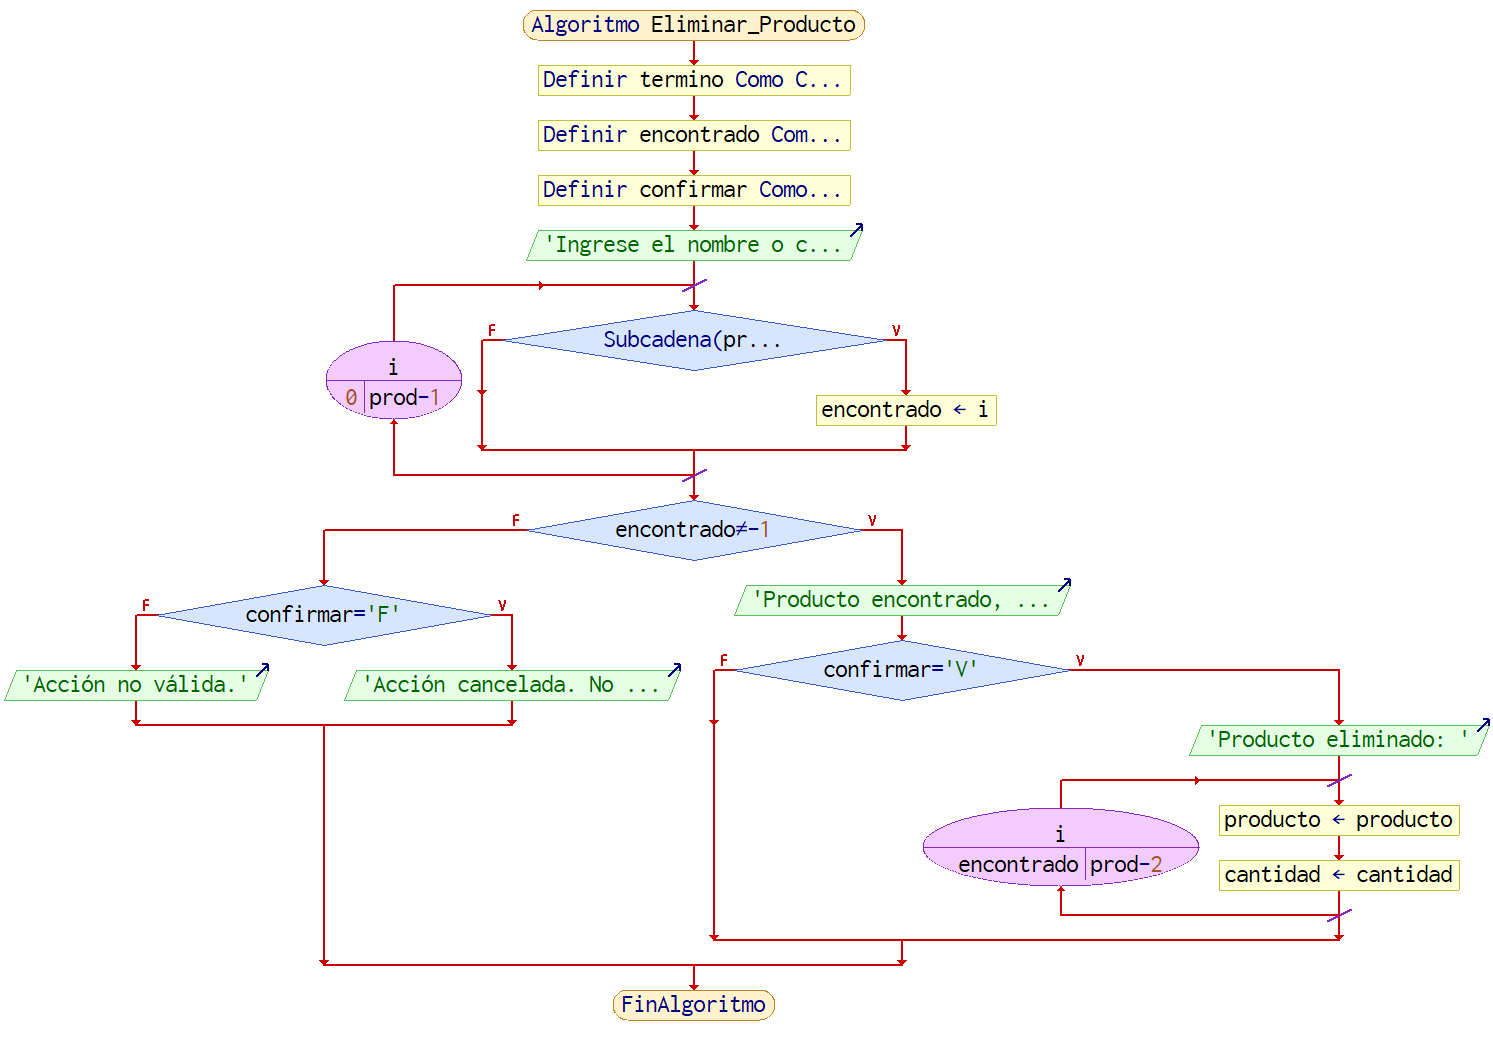 Algoritmo Eliminar_Producto
Definir termino Como C...
Definir encontrado Com...
Definir confirmar Como...
'Ingrese el nombre o c...
F
Subcadena(pr...
V
i
0 prod-1
encontrado ← i
F
encontrado≠-1
V
F
confirmar='F'
V
'Acción no válida.'
'Acción cancelada. No ...
'Producto encontrado, ...
F
confirmar='V'
V
'Producto eliminado: '
i
encontrado prod-2
producto ← producto
cantidad ← cantidad
FinAlgoritmo